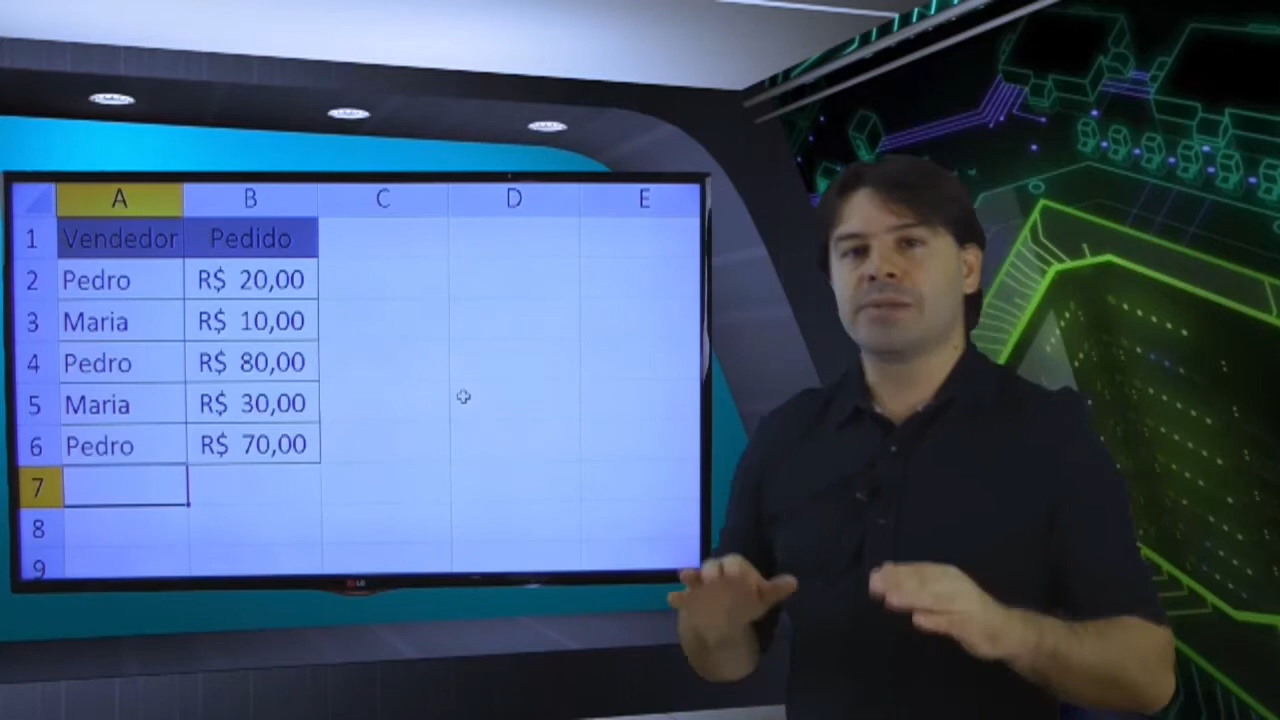 A B C D E
1 Vendedor Pedido
2 Pedro R$ 20,00
3 Maria R$ 10,00
4 Pedro R$ 80,00
5 Maria R$ 30,00
6 Pedro R$ 70,00
7
8
9
LG